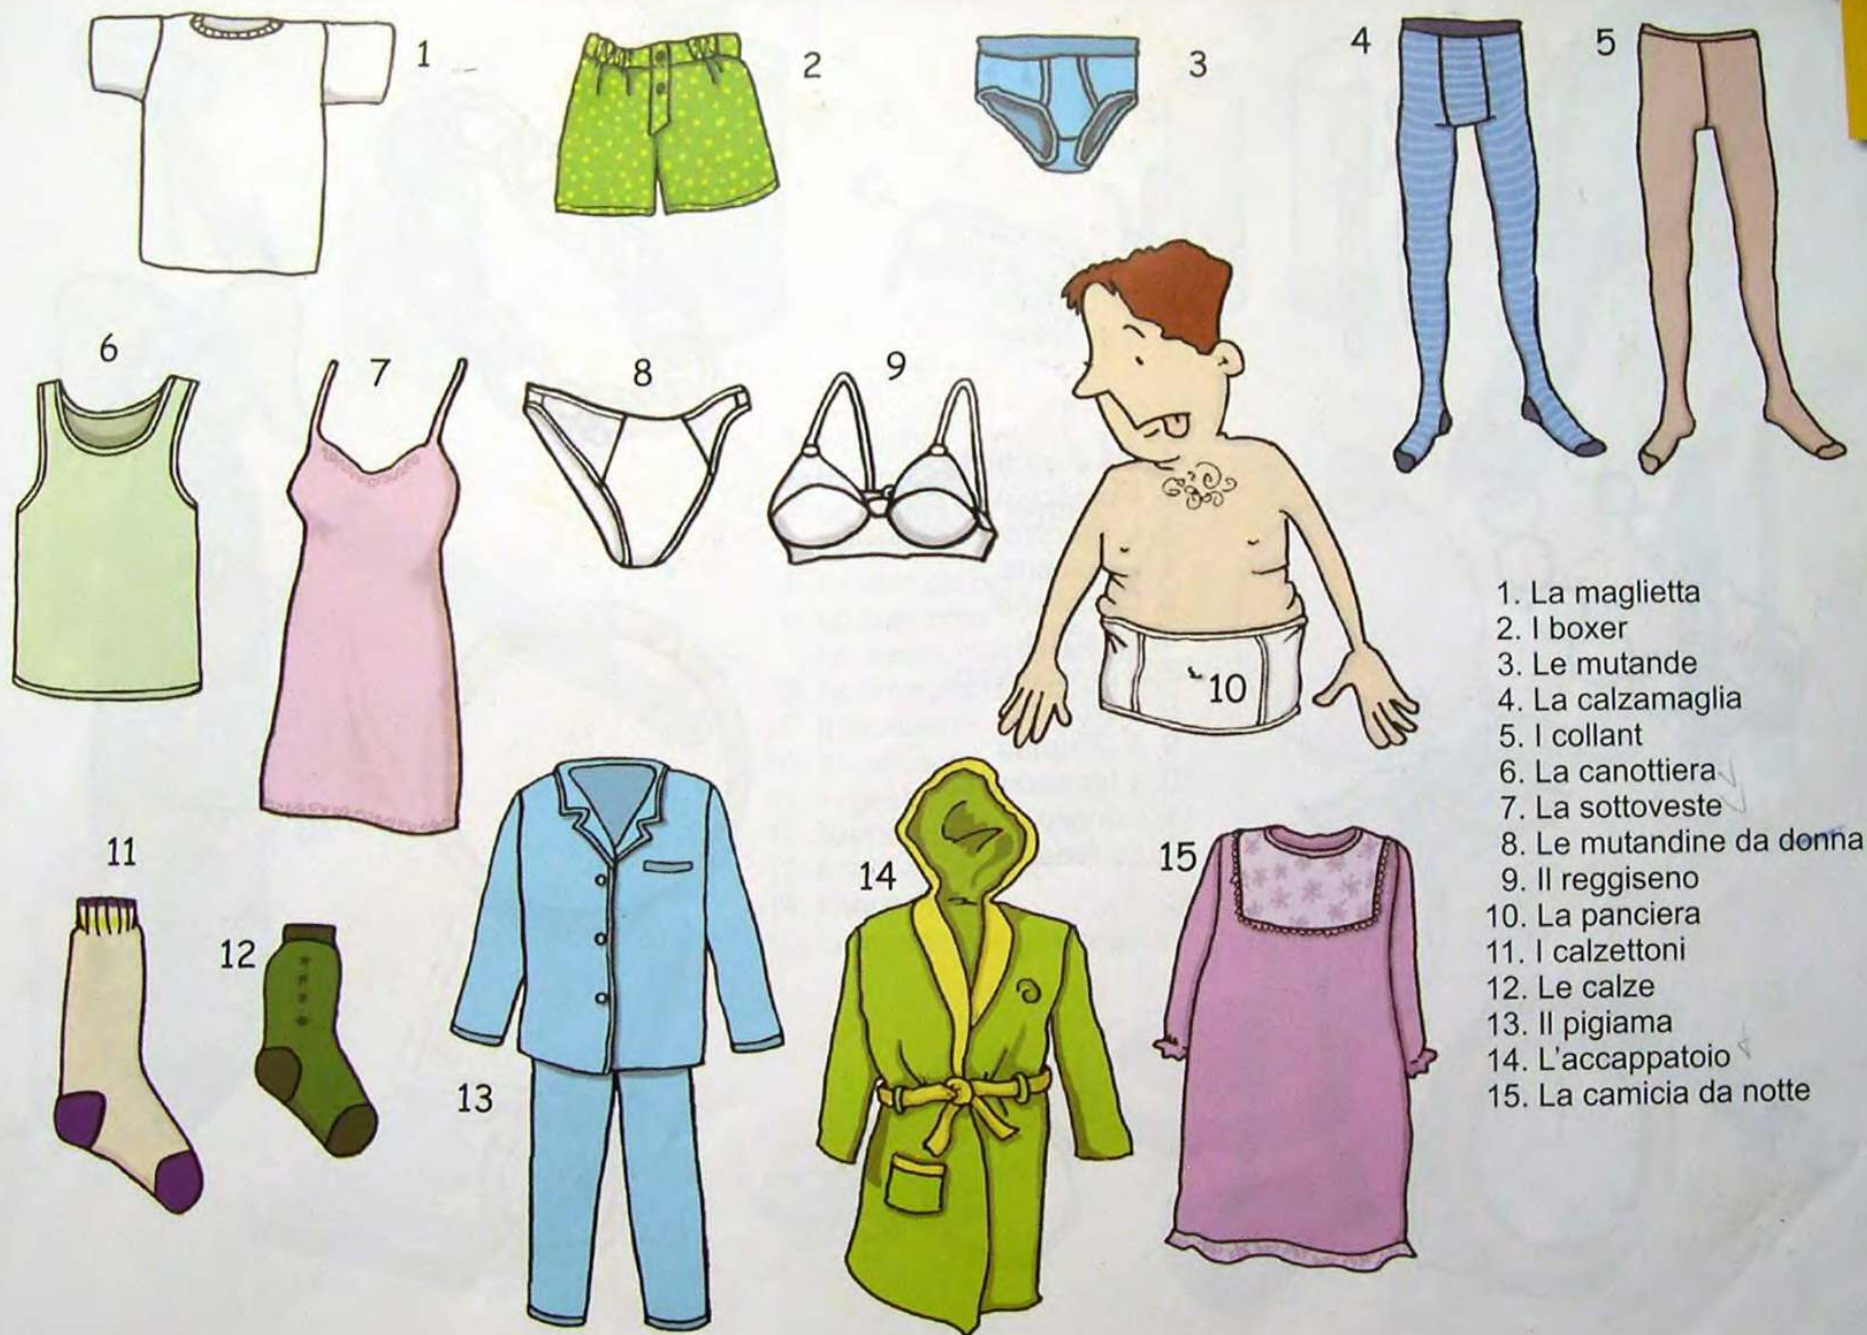 1
2
3
4
5
6
7
8
9
10
11
12
13
14
15
1. La maglietta
2. I boxer
3. Le mutande
4. La calzamaglia
5. I collant
6. La canottiera
7. La sottoveste
8. Le mutandine da donna
9. Il reggiseno
10. La panciera
11. I calzettoni
12. Le calze
13. Il pigiama
14. L'accappatoio
15. La camicia da notte